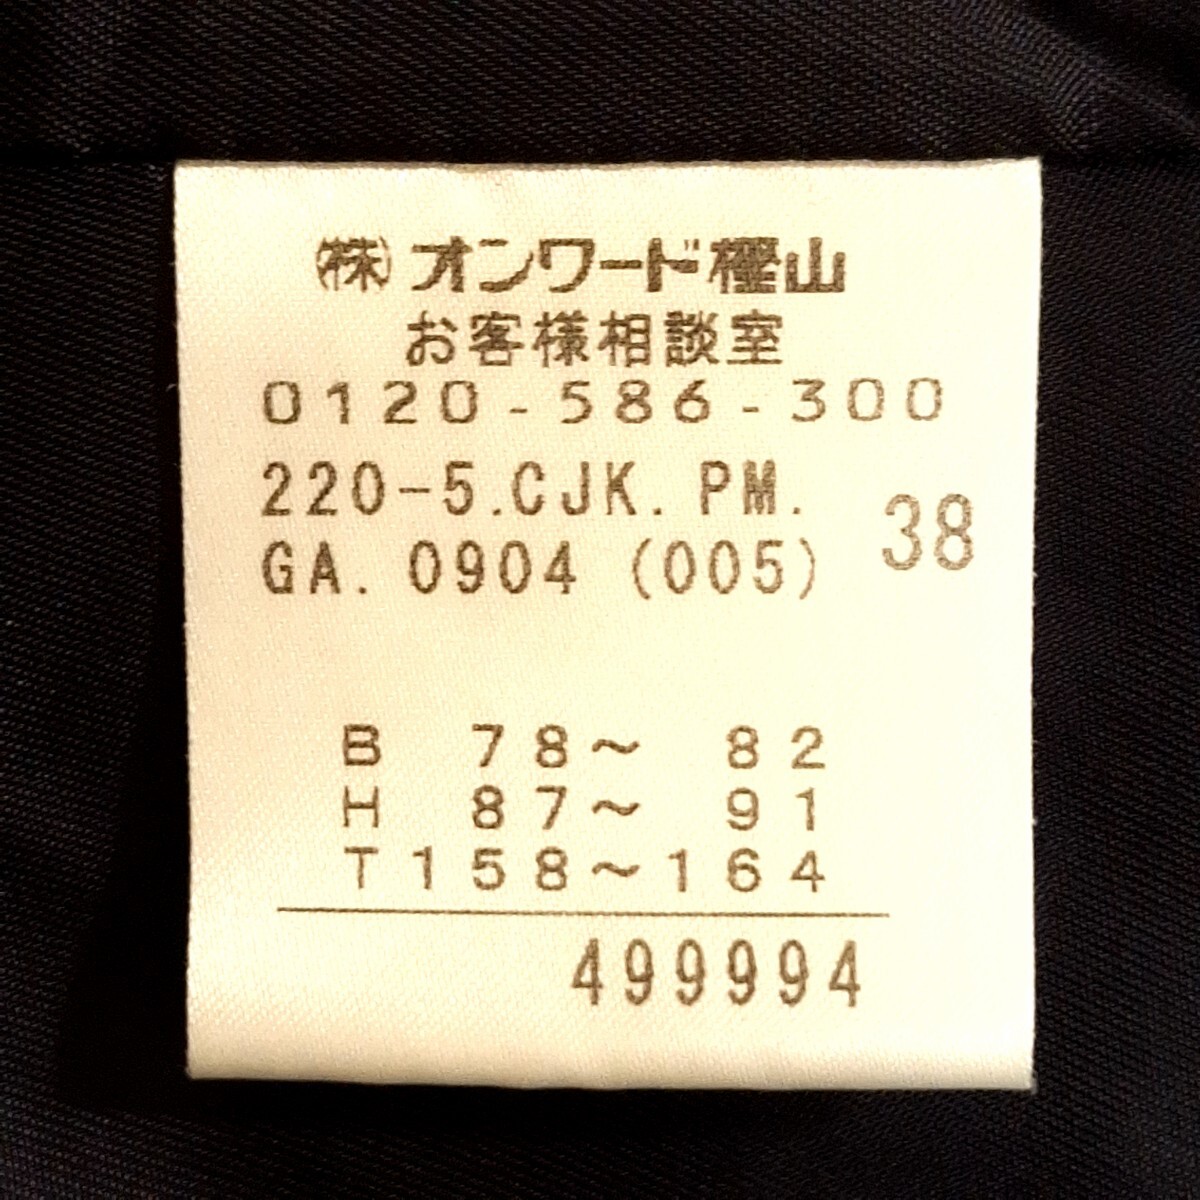 ㈱オンワード樫山
お客様相談室
0120-586-300
220-5.CJK.PM.
GA.0904(005) 38
B 78～ 82
H 87～ 91
T158～164
499994